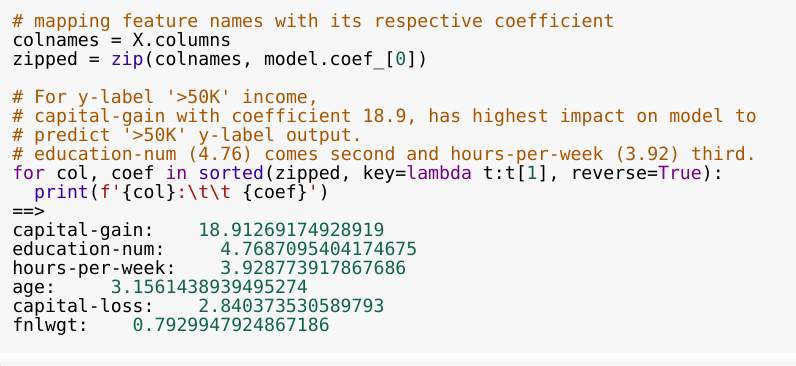 # mapping feature names with its respective coefficient
colnames = X.columns
zipped = zip(colnames, model.coef_[0])
# For y-label '>50K' income,
# capital-gain with coefficient 18.9, has highest impact on model to
# predict '>50K' y-label output.
# education-num (4.76) comes second and hours-per-week (3.92) third.
for col, coef in sorted(zipped, key=lambda t:t[1], reverse=True):
  print(f'{col}:\t\t {coef}')
==>
capital-gain:    18.91269174928919
education-num:     4.7687095404174675
hours-per-week:    3.928773917867686
age:     3.1561438939495274
capital-loss:    2.840373530589793
fnlwgt:    0.7929947924867186